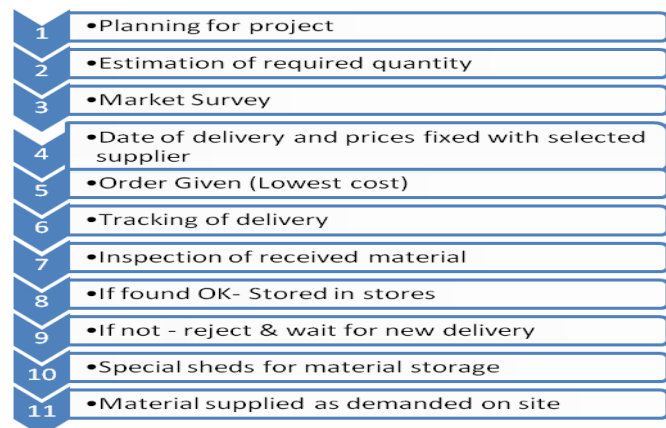 1 •Planning for project
2 •Estimation of required quantity
3 •Market Survey
4 •Date of delivery and prices fixed with selected
supplier
5 •Order Given (Lowest cost)
6 •Tracking of delivery
7 •Inspection of received material
8 •If found OK- Stored in stores
9 •If not - reject & wait for new delivery
10 •Special sheds for material storage
11 •Material supplied as demanded on site